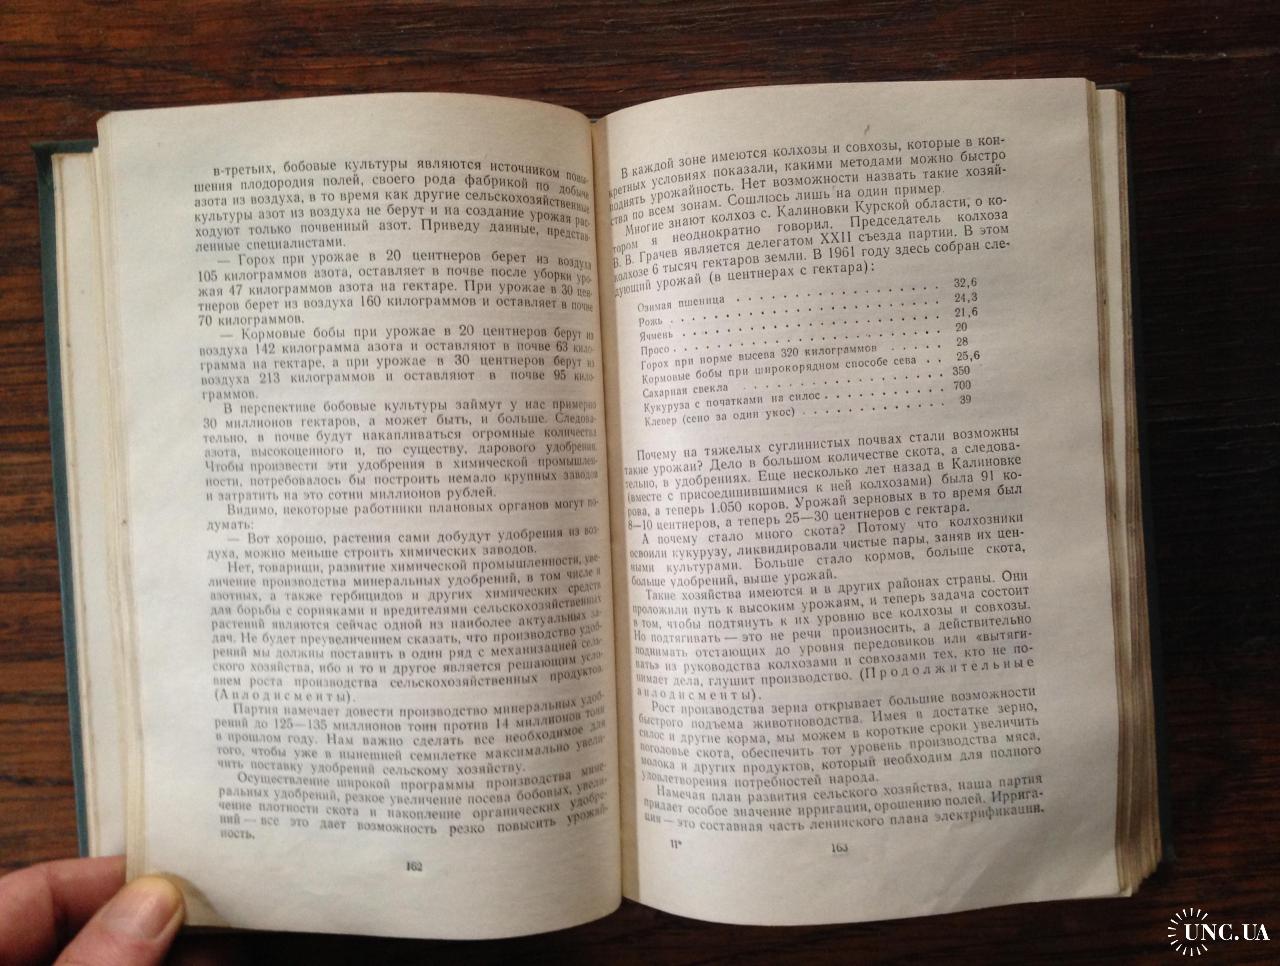 в-третьих, бобовые культуры являются источником повы-
шения плодородия полей, своего рода фабрикой по добыче
азота из воздуха, в то время как другие сельскохозяйственные
культуры азот из воздуха не берут и на создание урожая рас-
ходуют только почвенный азот. Приведу данные, представ-
ленные специалистами.
— Горох при урожае в 20 центнеров берет из воздуха
105 килограммов азота, оставляет в почве после уборки уро-
жая 47 килограммов азота на гектаре. При урожае в 30 цен-
тнеров берет из воздуха 160 килограммов и оставляет в почве
70 килограммов.
— Кормовые бобы при урожае в 20 центнеров берут из
воздуха 142 килограмма азота и оставляют в почве 63 кило-
грамма на гектаре, а при урожае в 30 центнеров берут из
воздуха 213 килограммов и оставляют в почве 95 кило-
граммов.
В перспективе бобовые культуры займут у нас примерно
30 миллионов гектаров, а может быть, и больше. Следова-
тельно, в почве будут накапливаться огромные количества
азота, высокоценного и, по существу, дарового удобрения.
Чтобы произвести эти удобрения в химической промышлен-
ности, потребовалось бы построить немало крупных заводов
и затратить на это сотни миллионов рублей.
Видимо, некоторые работники плановых органов могут по-
думать:
— Вот хорошо, растения сами добудут удобрения из воз-
духа, можно меньше строить химических заводов.
Нет, товарищи, развитие химической промышленности, уве-
личение производства минеральных удобрений, в том числе и
азотных, а также гербицидов и других химических средств
для борьбы с сорняками и вредителями сельскохозяйственных
растений являются сейчас одной из наиболее актуальных за-
дач. Не будет преувеличением сказать, что производство удоб-
рений мы должны поставить в один ряд с механизацией сель-
ского хозяйства, ибо и то и другое является решающим усло-
вием роста производства сельскохозяйственных продуктов.
(Аплодисменты).
Партия намечает довести производство минеральных удоб-
рений до 125—135 миллионов тонн против 14 миллионов тонн
в прошлом году. Нам важно сделать все необходимое для
того, чтобы уже в нынешней семилетке максимально увели-
чить поставку удобрений сельскому хозяйству.
Осуществление широкой программы производства мине-
ральных удобрений, резкое увеличение посева бобовых, увели-
чение плотности скота и накопление органических удобре-
ний — все это дает возможность резко повысить урожай-
ность.
162
В каждой зоне имеются колхозы и совхозы, которые в кон-
кретных условиях показали, какими методами можно быстро
поднять урожайность. Нет возможности назвать такие хозяй-
ства по всем зонам. Сошлюсь лишь на один пример.
Многие знают колхоз с. Калиновки Курской области, о ко-
тором я неоднократно говорил. Председатель колхоза
В. В. Грачев является делегатом XXII съезда партии. В этом
колхозе 6 тысяч гектаров земли. В 1961 году здесь собран сле-
дующий урожай (в центнерах с гектара):
Озимая пшеница . . . . . . . . . . . . . . . . 32,6
Рожь . . . . . . . . . . . . . . . . . . . . 24,3
Ячмень . . . . . . . . . . . . . . . . . . . 21,6
Просо . . . . . . . . . . . . . . . . . . . . 20
Горох при норме высева 320 килограммов . . . . . 28
Кормовые бобы при широкорядном способе сева . . 25,6
Сахарная свекла . . . . . . . . . . . . . . . 350
Кукуруза с початками на силос . . . . . . . . . 700
Клевер (сено за один укос) . . . . . . . . . . . 39
Почему на тяжелых суглинистых почвах стали возможны
такие урожаи? Дело в большом количестве скота, а следова-
тельно, в удобрениях. Еще несколько лет назад в Калиновке
(вместе с присоединившимися к ней колхозами) была 91 ко-
рова, а теперь 1.050 коров. Урожай зерновых в то время был
8—10 центнеров, а теперь 25—30 центнеров с гектара.
А почему стало много скота? Потому что колхозники
освоили кукурузу, ликвидировали чистые пары, заняв их цен-
ными культурами. Больше стало кормов, больше скота,
больше удобрений, выше урожай.
Такие хозяйства имеются и в других районах страны. Они
проложили путь к высоким урожаям, и теперь задача состоит
в том, чтобы подтянуть к их уровню все колхозы и совхозы.
Но подтягивать — это не речи произносить, а действительно
поднимать отстающих до уровня передовиков или «вытяги-
вать» из руководства колхозами и совхозами тех, кто не по-
нимает дела, глушит производство. (Продолжительные
аплодисменты).
Рост производства зерна открывает большие возможности
быстрого подъема животноводства. Имея в достатке зерно,
силос и другие корма, мы можем в короткие сроки увеличить
поголовье скота, обеспечить тот уровень производства мяса,
молока и других продуктов, который необходим для полного
удовлетворения потребностей народа.
Намечая план развития сельского хозяйства, наша партия
придает особое значение ирригации, орошению полей. Иррига-
ция — это составная часть ленинского плана электрификации.
11*
163
UNC.UA